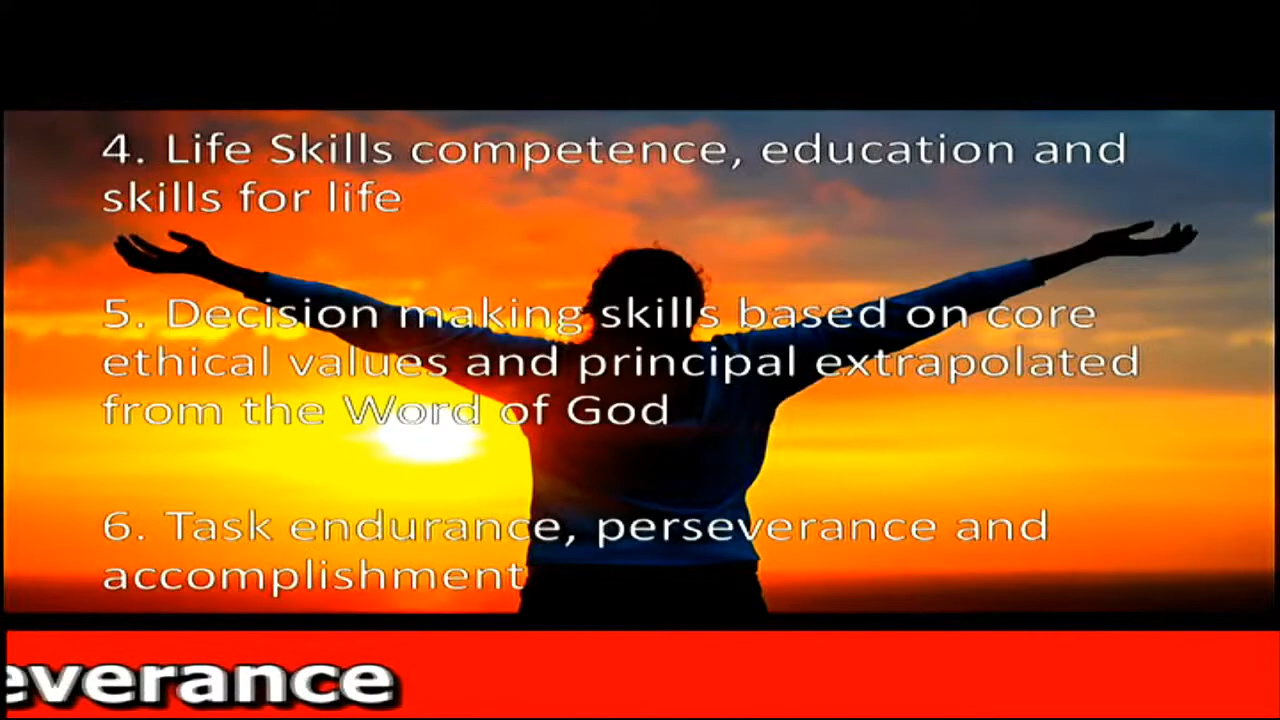 4. Life Skills competence, education and
skills for life
5. Decision making skills based on core
ethical values and principal extrapolated
from the Word of God
6. Task endurance, perseverance and
accomplishment
everance